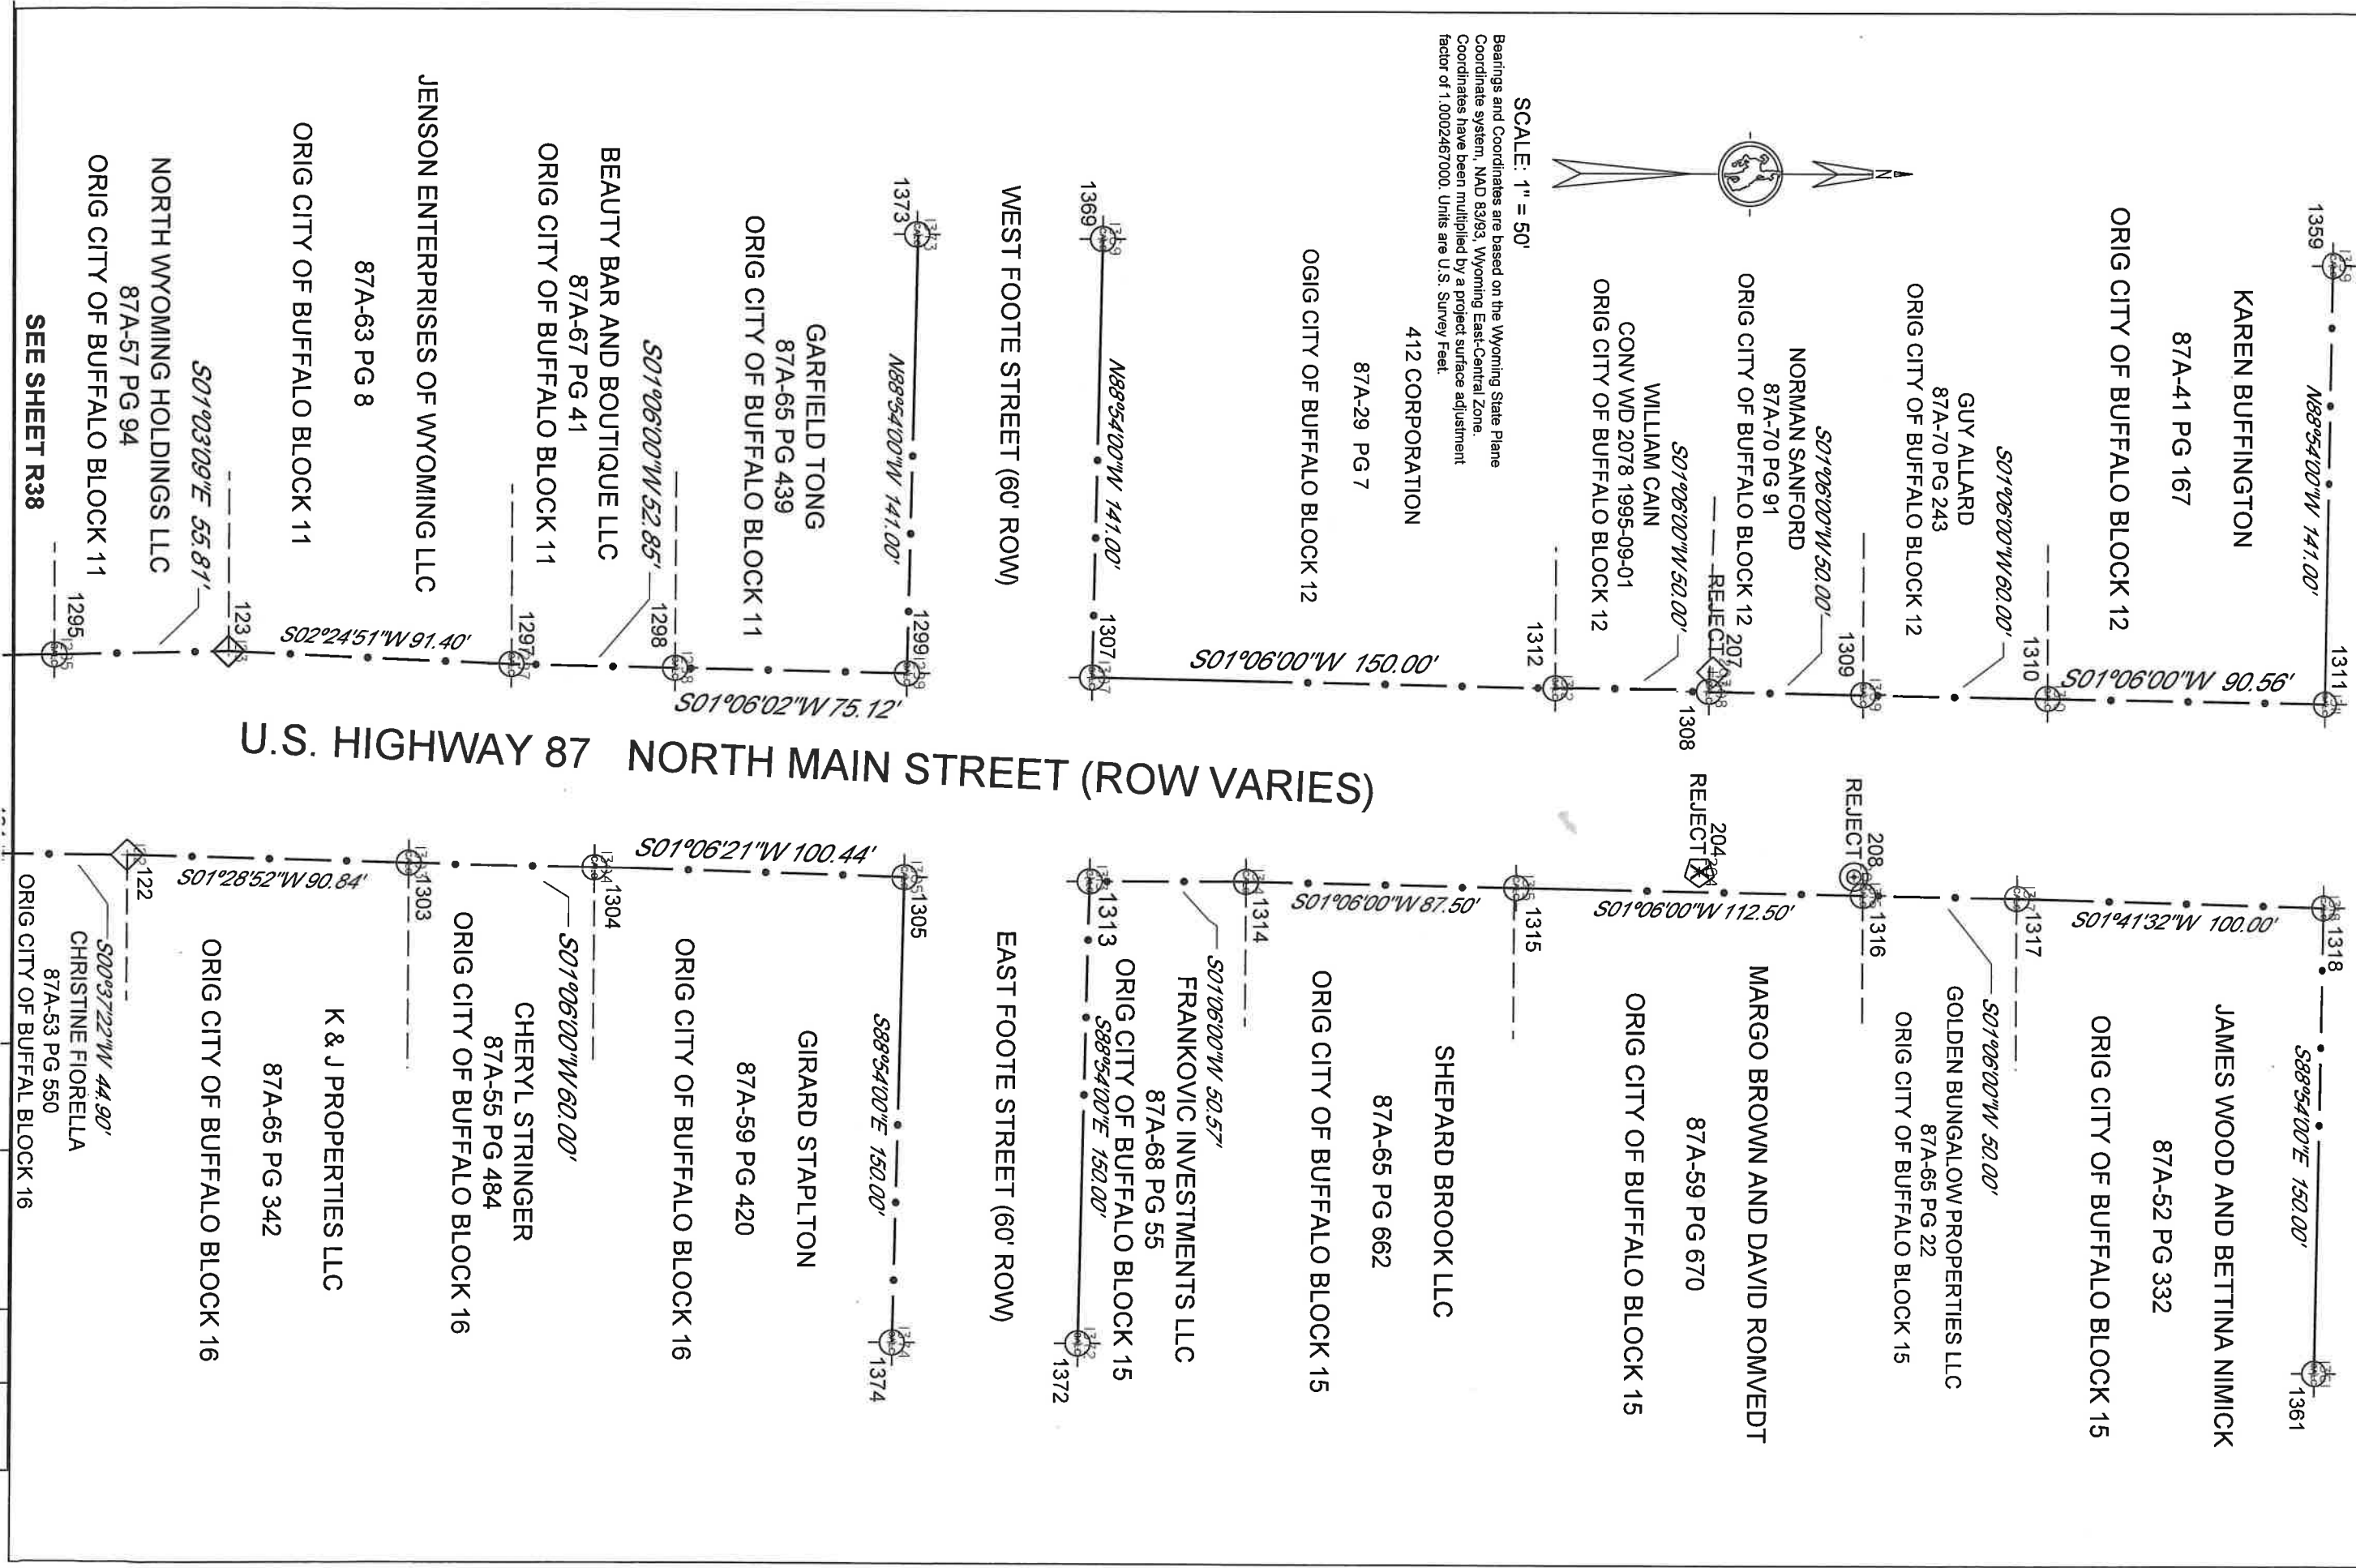 SEE SHEET R38
ORIG CITY OF BUFFALO BLOCK 11
87A-57 PG 94
NORTH WYOMING HOLDINGS LLC
S01°03'09"E 55.81'
1295
123
ORIG CITY OF BUFFALO BLOCK 11
87A-63 PG 8
JENSON ENTERPRISES OF WYOMING LLC
S02°24'51"W 91.40'
1297
ORIG CITY OF BUFFALO BLOCK 11
87A-67 PG 41
BEAUTY BAR AND BOUTIQUE LLC
S01°06'00"W 52.85'
1298
ORIG CITY OF BUFFALO BLOCK 11
87A-65 PG 439
GARFIELD TONG
S01°06'02"W 75.12'
1373
N88°54'00"W 141.00'
1299
WEST FOOTE STREET (60' ROW)
1369
N88°54'00"W 141.00'
1307
S01°06'00"W 150.00'
OGIG CITY OF BUFFALO BLOCK 12
87A-29 PG 7
412 CORPORATION
SCALE: 1" = 50'
Bearings and Coordinates are based on the Wyoming State Plane
Coordinate system, NAD 83/93, Wyoming East-Central Zone.
Coordinates have been multiplied by a project surface adjustment
factor of 1.0002467000. Units are U.S. Survey Feet.
N
1312
ORIG CITY OF BUFFALO BLOCK 12
CONV WD 2078 1995-09-01
WILLIAM CAIN
S01°06'00"W 50.00'
REJECT
207
1308
ORIG CITY OF BUFFALO BLOCK 12
87A-70 PG 91
NORMAN SANFORD
S01°06'00"W 50.00'
1309
ORIG CITY OF BUFFALO BLOCK 12
87A-70 PG 243
GUY ALLARD
S01°06'00"W 60.00'
1310
S01°06'00"W 90.56'
ORIG CITY OF BUFFALO BLOCK 12
87A-41 PG 167
KAREN BUFFINGTON
1359
N88°54'00"W 141.00'
1311
U.S. HIGHWAY 87 NORTH MAIN STREET (ROW VARIES)
ORIG CITY OF BUFFAL BLOCK 16
87A-53 PG 550
CHRISTINE FIORELLA
S00°37'22"W 44.90'
122
S01°28'52"W 90.84'
ORIG CITY OF BUFFALO BLOCK 16
87A-65 PG 342
K & J PROPERTIES LLC
1303
ORIG CITY OF BUFFALO BLOCK 16
87A-55 PG 484
CHERYL STRINGER
S01°06'00"W 60.00'
1304
S01°06'21"W 100.44'
ORIG CITY OF BUFFALO BLOCK 16
87A-59 PG 420
GIRARD STAPLTON
1305
S88°54'00"E 150.00'
1374
EAST FOOTE STREET (60' ROW)
1372
1313
S88°54'00"E 150.00'
ORIG CITY OF BUFFALO BLOCK 15
87A-68 PG 55
FRANKOVIC INVESTMENTS LLC
S01°06'00"W 50.57'
1314
S01°06'00"W 87.50'
ORIG CITY OF BUFFALO BLOCK 15
87A-65 PG 662
SHEPARD BROOK LLC
1315
S01°06'00"W 112.50'
ORIG CITY OF BUFFALO BLOCK 15
87A-59 PG 670
MARGO BROWN AND DAVID ROMVEDT
REJECT
204
REJECT
208
1316
ORIG CITY OF BUFFALO BLOCK 15
87A-65 PG 22
GOLDEN BUNGALOW PROPERTIES LLC
S01°06'00"W 50.00'
1317
S01°41'32"W 100.00'
ORIG CITY OF BUFFALO BLOCK 15
87A-52 PG 332
JAMES WOOD AND BETTINA NIMICK
1318
S88°54'00"E 150.00'
1361